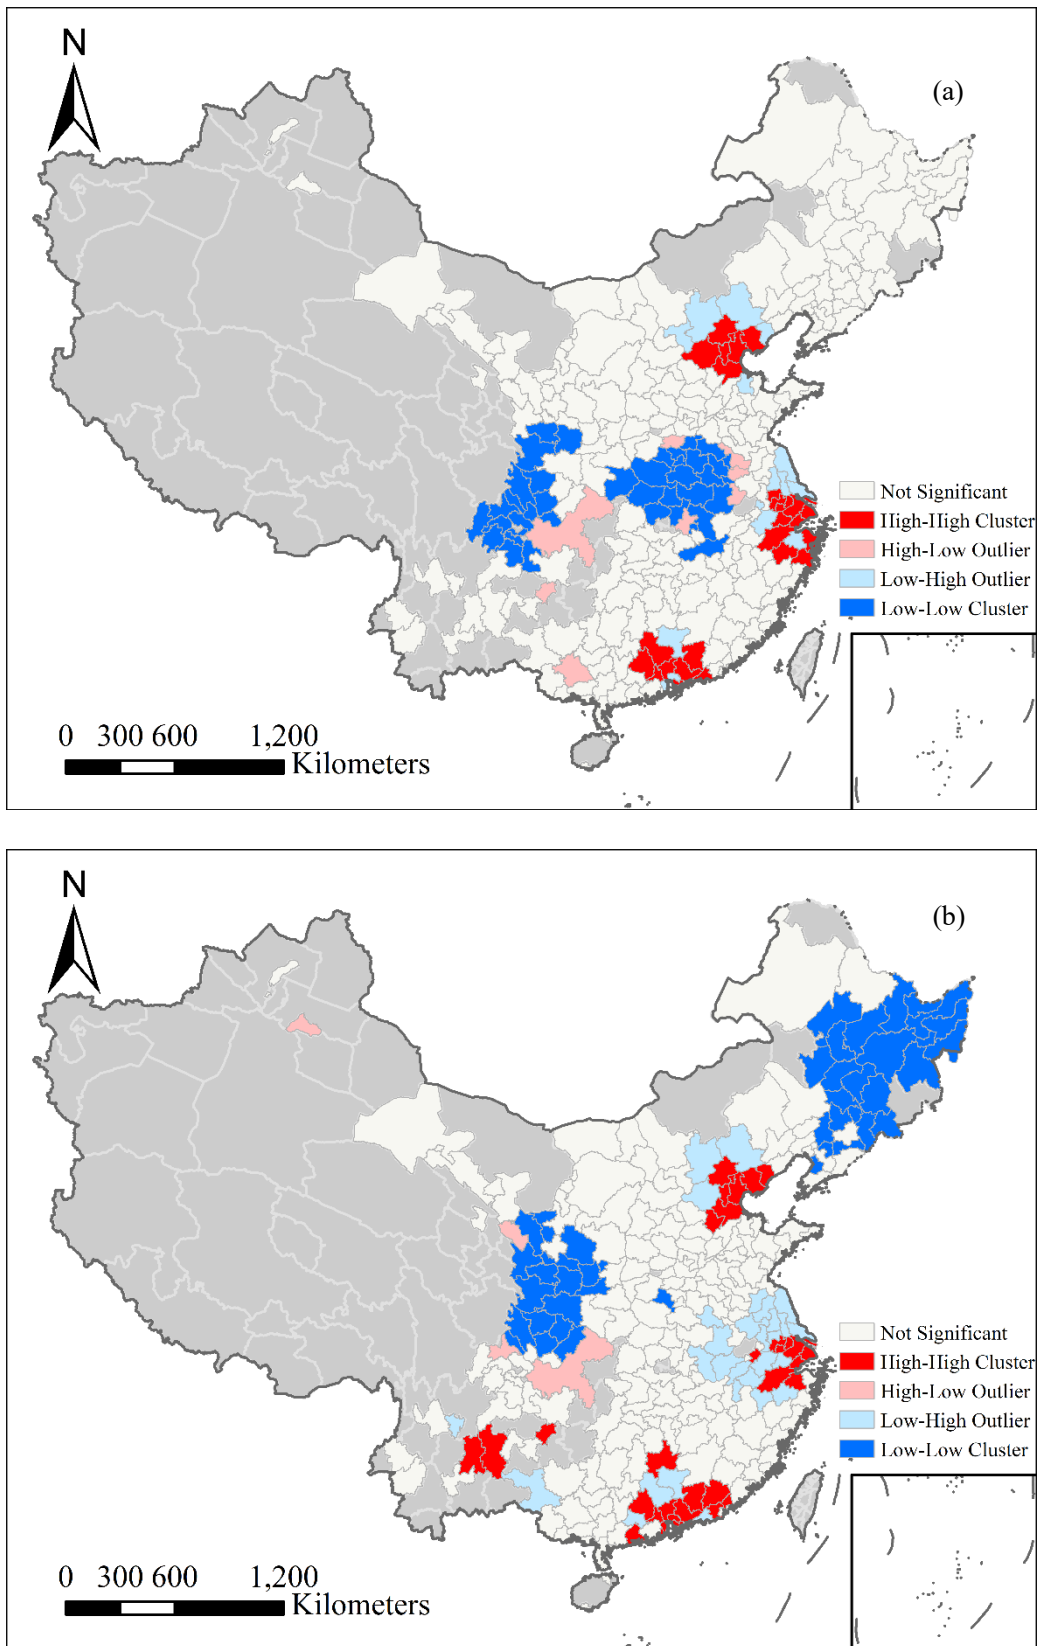 N
(a)
Not Significant
High-High Cluster
High-Low Outlier
Low-High Outlier
Low-Low Cluster
0 300 600 1,200
Kilometers
N
(b)
Not Significant
High-High Cluster
High-Low Outlier
Low-High Outlier
Low-Low Cluster
0 300 600 1,200
Kilometers